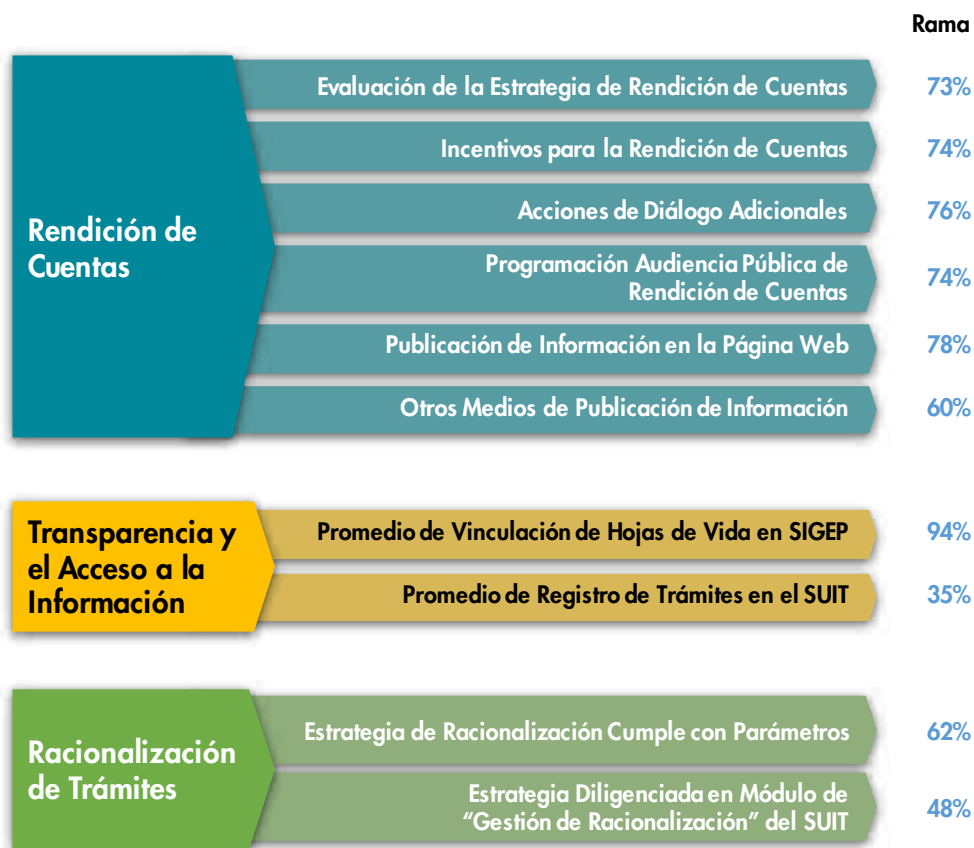 Rama
Rendición de
Cuentas
Evaluación de la Estrategia de Rendición de Cuentas 73%
Incentivos para la Rendición de Cuentas 74%
Acciones de Diálogo Adicionales 76%
Programación Audiencia Pública de
Rendición de Cuentas 74%
Publicación de Información en la Página Web 78%
Otros Medios de Publicación de Información 60%
Transparencia y
el Acceso a la
Información
Promedio de Vinculación de Hojas de Vida en SIGEP 94%
Promedio de Registro de Trámites en el SUIT 35%
Racionalización
de Trámites
Estrategia de Racionalización Cumple con Parámetros 62%
Estrategia Diligenciada en Módulo de
“Gestión de Racionalización” del SUIT 48%